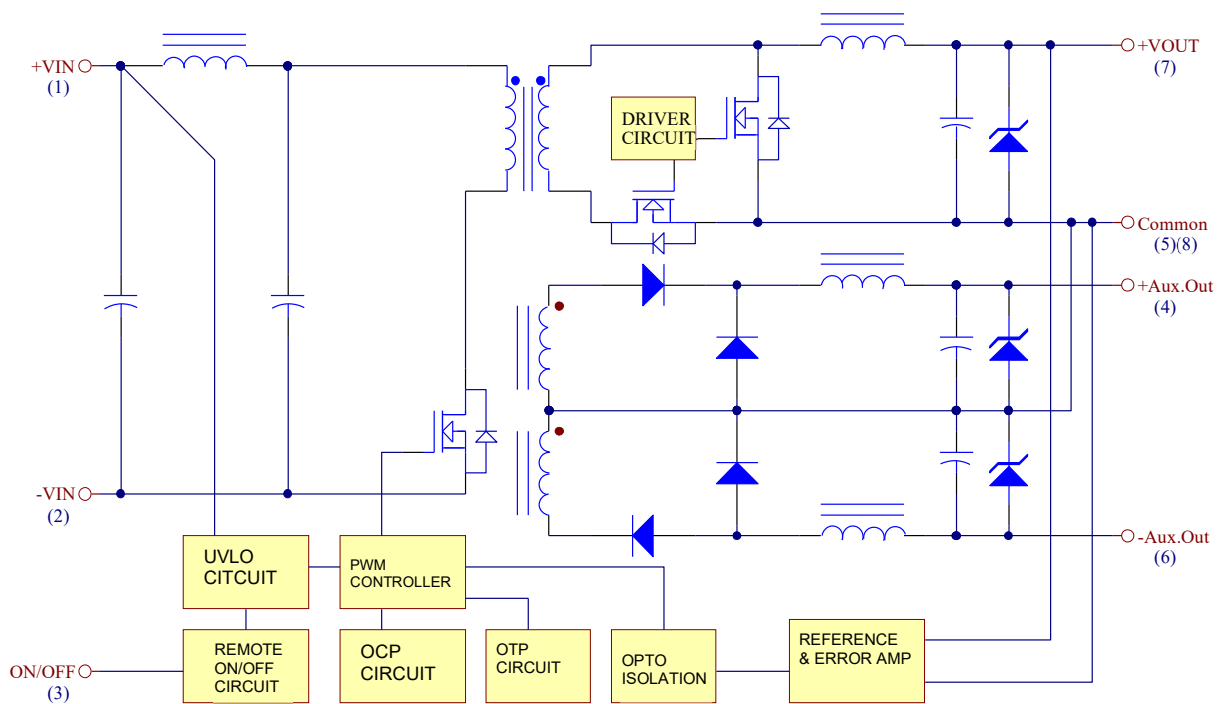 +VIN
(1)
DRIVER
CIRCUIT
+VOUT
(7)
Common
(5)(8)
+Aux.Out
(4)
-VIN
(2)
-Aux.Out
(6)
UVLO
CITCUIT
PWM
CONTROLLER
ON/OFF
(3)
REMOTE
ON/OFF
CIRCUIT
OCP
CIRCUIT
OTP
CIRCUIT
OPTO
ISOLATION
REFERENCE
& ERROR AMP